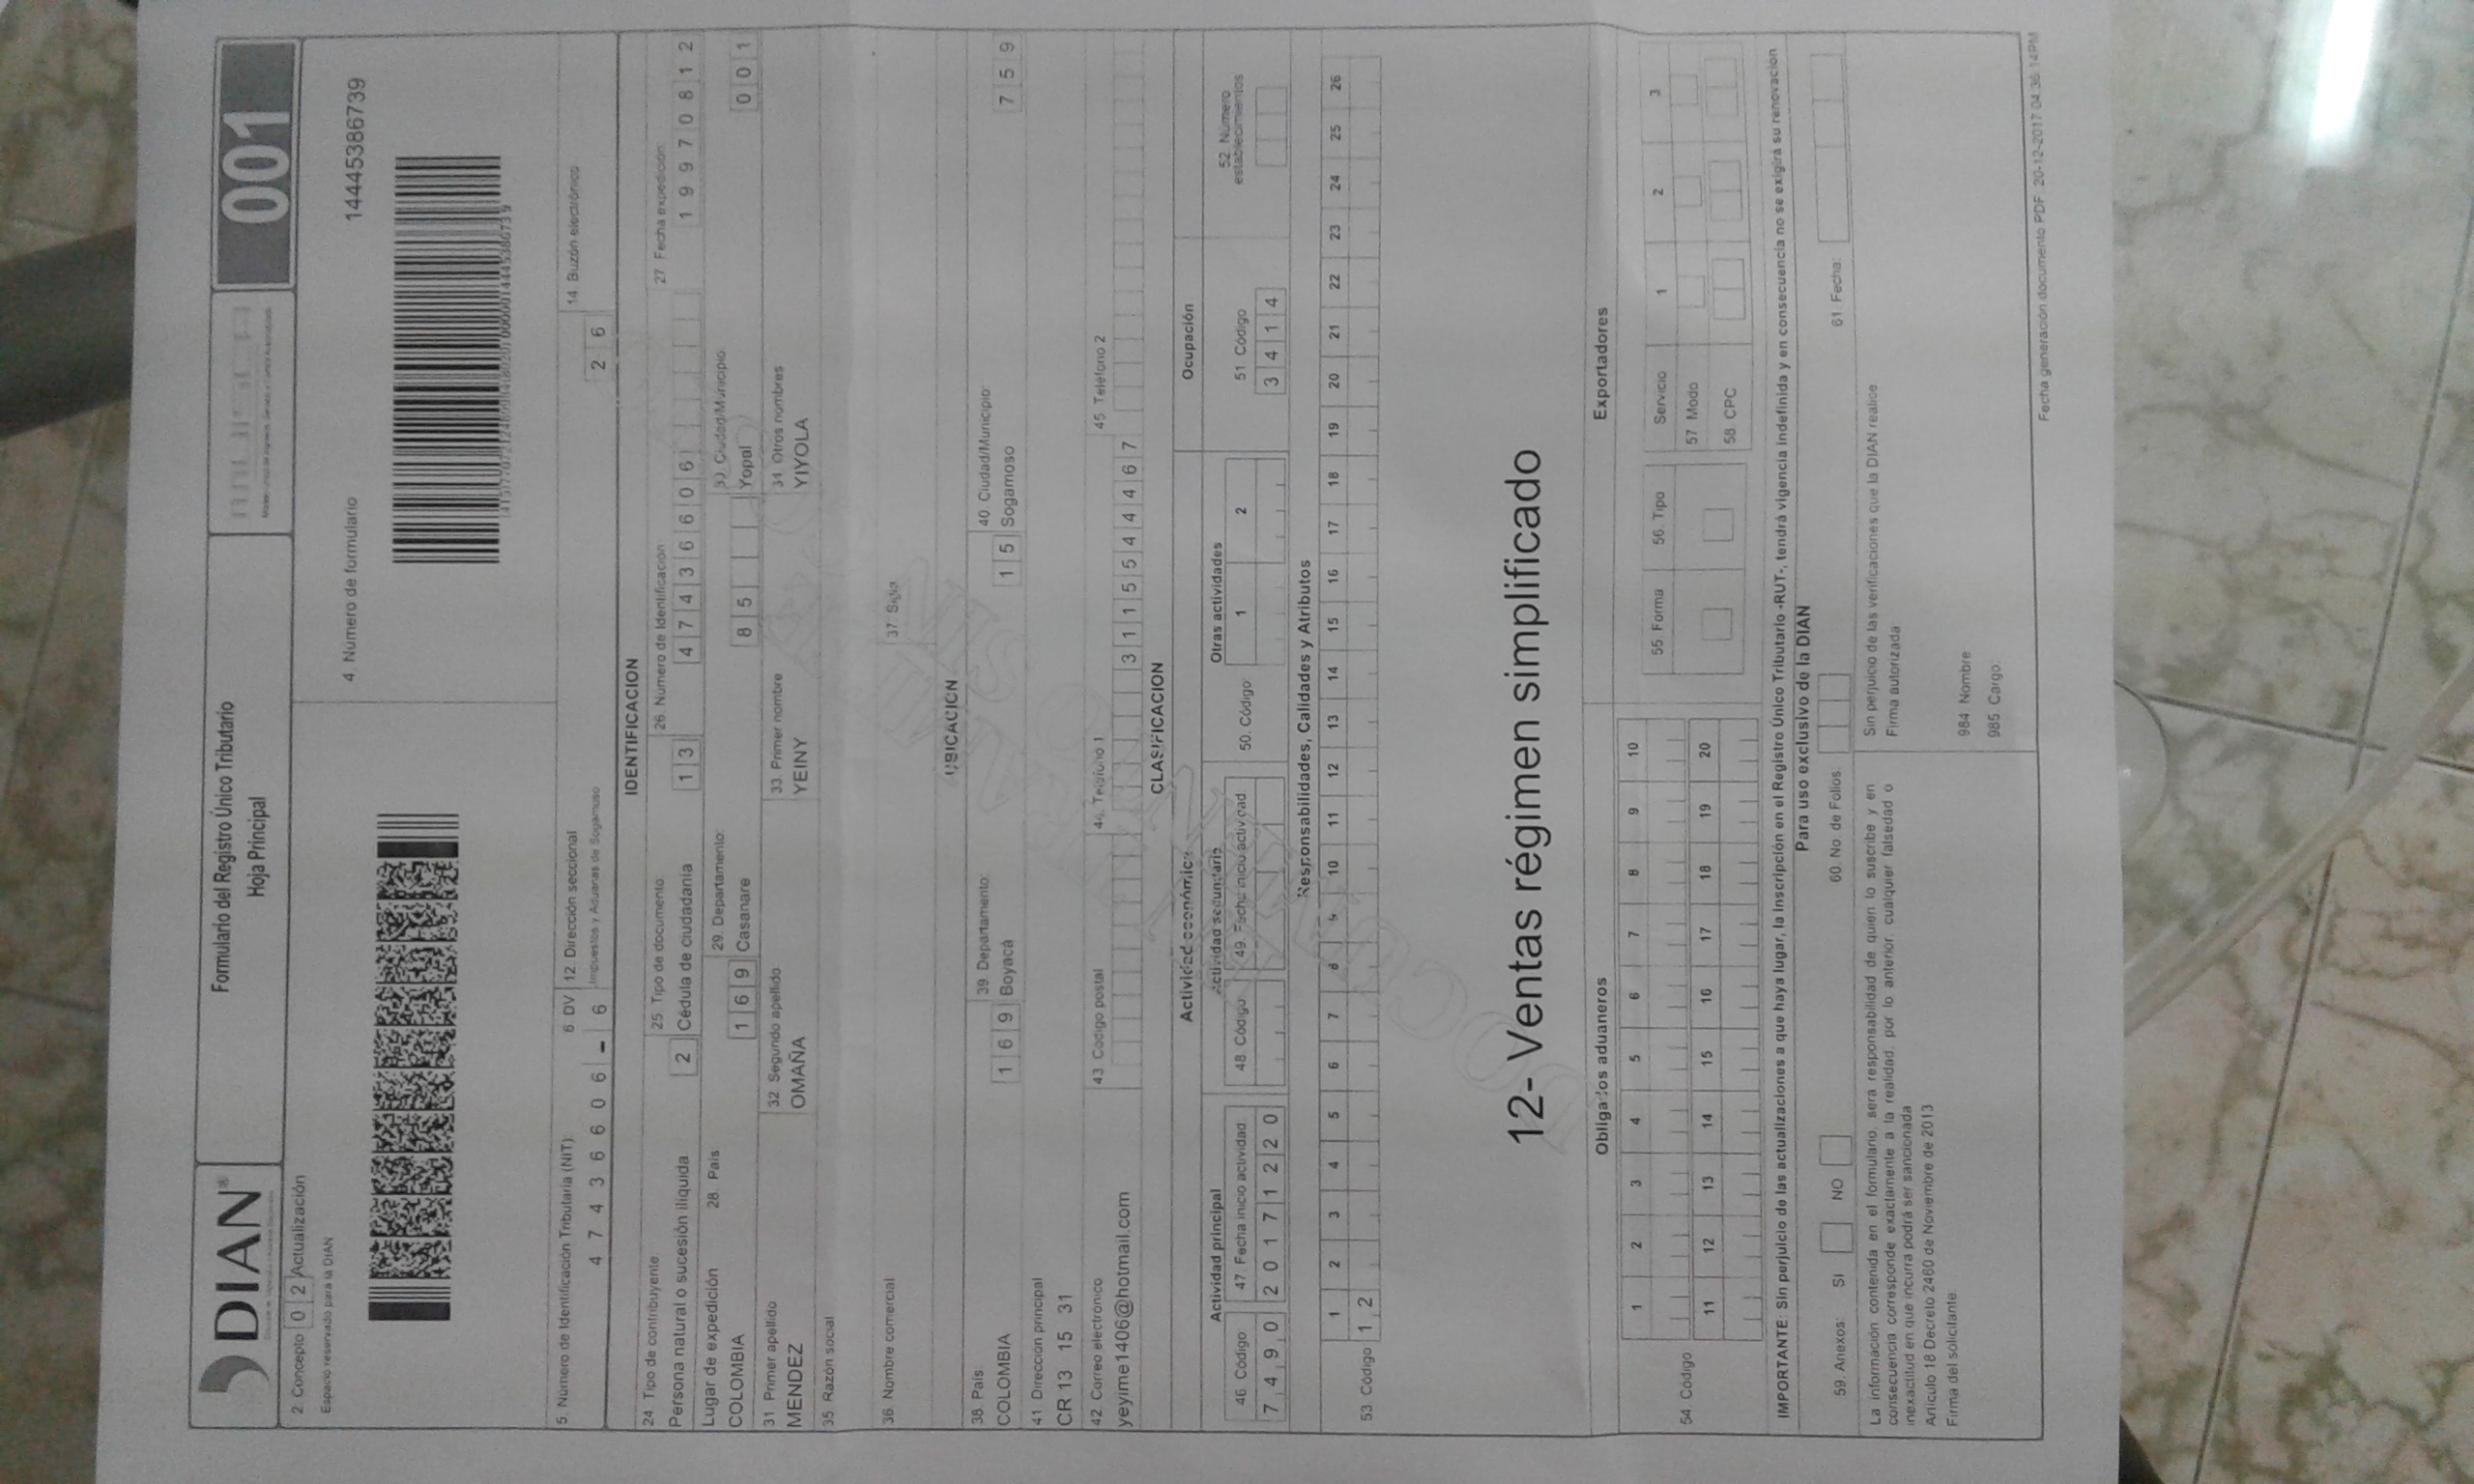 DIAN®
Formulario del Registro Único Tributario
Hoja Principal
001
2. Concepto 0 2 Actualización
Espacio reservado para la DIAN
4. Número de formulario
14445386739
5. Número de Identificación Tributaria (NIT):
6. DV
12. Dirección seccional
14. Buzón electrónico
4 7 4 3 6 6 0 6 - 6
Impuestos y Aduanas de Sogamoso
2 6
IDENTIFICACION
24. Tipo de contribuyente
25. Tipo de documento
26. Número de Identificación
27. Fecha expedición
Persona natural o sucesión ilíquida
2
Cédula de ciudadanía
1 3
4 7 4 3 6 6 0 6
1 9 9 7 0 8 1 2
Lugar de expedición
28. País
29. Departamento:
30. Ciudad/Municipio
COLOMBIA
1 6 9
Casanare
8 5
Yopal
0 0 1
31. Primer apellido
32. Segundo apellido
33. Primer nombre
34. Otros nombres
MENDEZ
OMAÑA
YEINY
YIYOLA
35. Razón social
36. Nombre comercial
37. Sigla
UBICACION
38. País
39. Departamento:
40. Ciudad/Municipio:
COLOMBIA
1 6 9
Boyacá
1 5
Sogamoso
7 5 9
41. Dirección principal
CR 13 15 31
42. Correo electrónico
43. Código postal
44. Teléfono 1
45. Teléfono 2
yeyime1406@hotmail.com
3 1 1 5 5 4 4 4 6 7
CLASIFICACION
Actividad económica
Ocupación
Actividad principal
Actividad secundaria
Otras actividades
46. Código
47. Fecha inicio actividad
48. Código
49. Fecha inicio actividad
50. Código
1 2
51. Código
52. Número establecimientos
7 4 9 0
2 0 1 7 1 2 2 0
3 4 1 4
Responsabilidades, Calidades y Atributos
1 2 3 4 5 6 7 8 9 10 11 12 13 14 15 16 17 18 19 20 21 22 23 24 25 26
53. Código 1 2
12- Ventas régimen simplificado
Obligados aduaneros
Exportadores
1 2 3 4 5 6 7 8 9 10
54. Código
11 12 13 14 15 16 17 18 19 20
55. Forma
56. Tipo
Servicio 1 2 3
57. Modo
58. CPC
IMPORTANTE: Sin perjuicio de las actualizaciones a que haya lugar, la inscripción en el Registro Único Tributario -RUT-, tendrá vigencia indefinida y en consecuencia no se exigirá su renovación
Para uso exclusivo de la DIAN
59. Anexos: SI NO
60. No. de Folios:
61. Fecha:
La información contenida en el formulario, será responsabilidad de quien lo suscribe y en
consecuencia corresponde exactamente a la realidad; por lo anterior, cualquier falsedad o
inexactitud en que incurra podrá ser sancionada
Artículo 18 Decreto 2460 de Noviembre de 2013
Firma del solicitante:
Sin perjuicio de las verificaciones que la DIAN realice
Firma autorizada:
984. Nombre
985. Cargo:
Fecha generación documento PDF: 20-12-2017 04:36:14PM